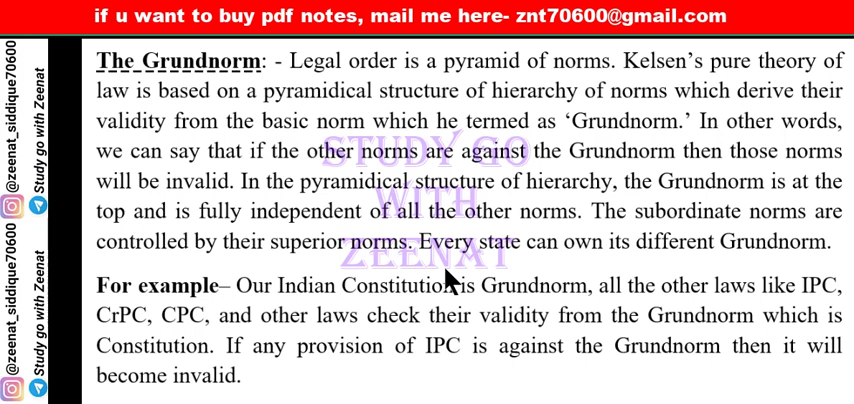 if u want to buy pdf notes, mail me here- znt70600@gmail.com
The Grundnorm: - Legal order is a pyramid of norms. Kelsen's pure theory of
law is based on a pyramidical structure of hierarchy of norms which derive their
validity from the basic norm which he termed as ‘Grundnorm.’ In other words,
we can say that if the other norms are against the Grundnorm then those norms
will be invalid. In the pyramidical structure of hierarchy, the Grundnorm is at the
top and is fully independent of all the other norms. The subordinate norms are
controlled by their superior norms. Every state can own its different Grundnorm.
For example– Our Indian Constitution is Grundnorm, all the other laws like IPC,
CrPC, CPC, and other laws check their validity from the Grundnorm which is
Constitution. If any provision of IPC is against the Grundnorm then it will
become invalid.
STUDY GO
WITH
ZEENAT
@zeenat_siddique70600
Study go with Zeenat
@zeenat_siddique70600
Study go with Zeenat